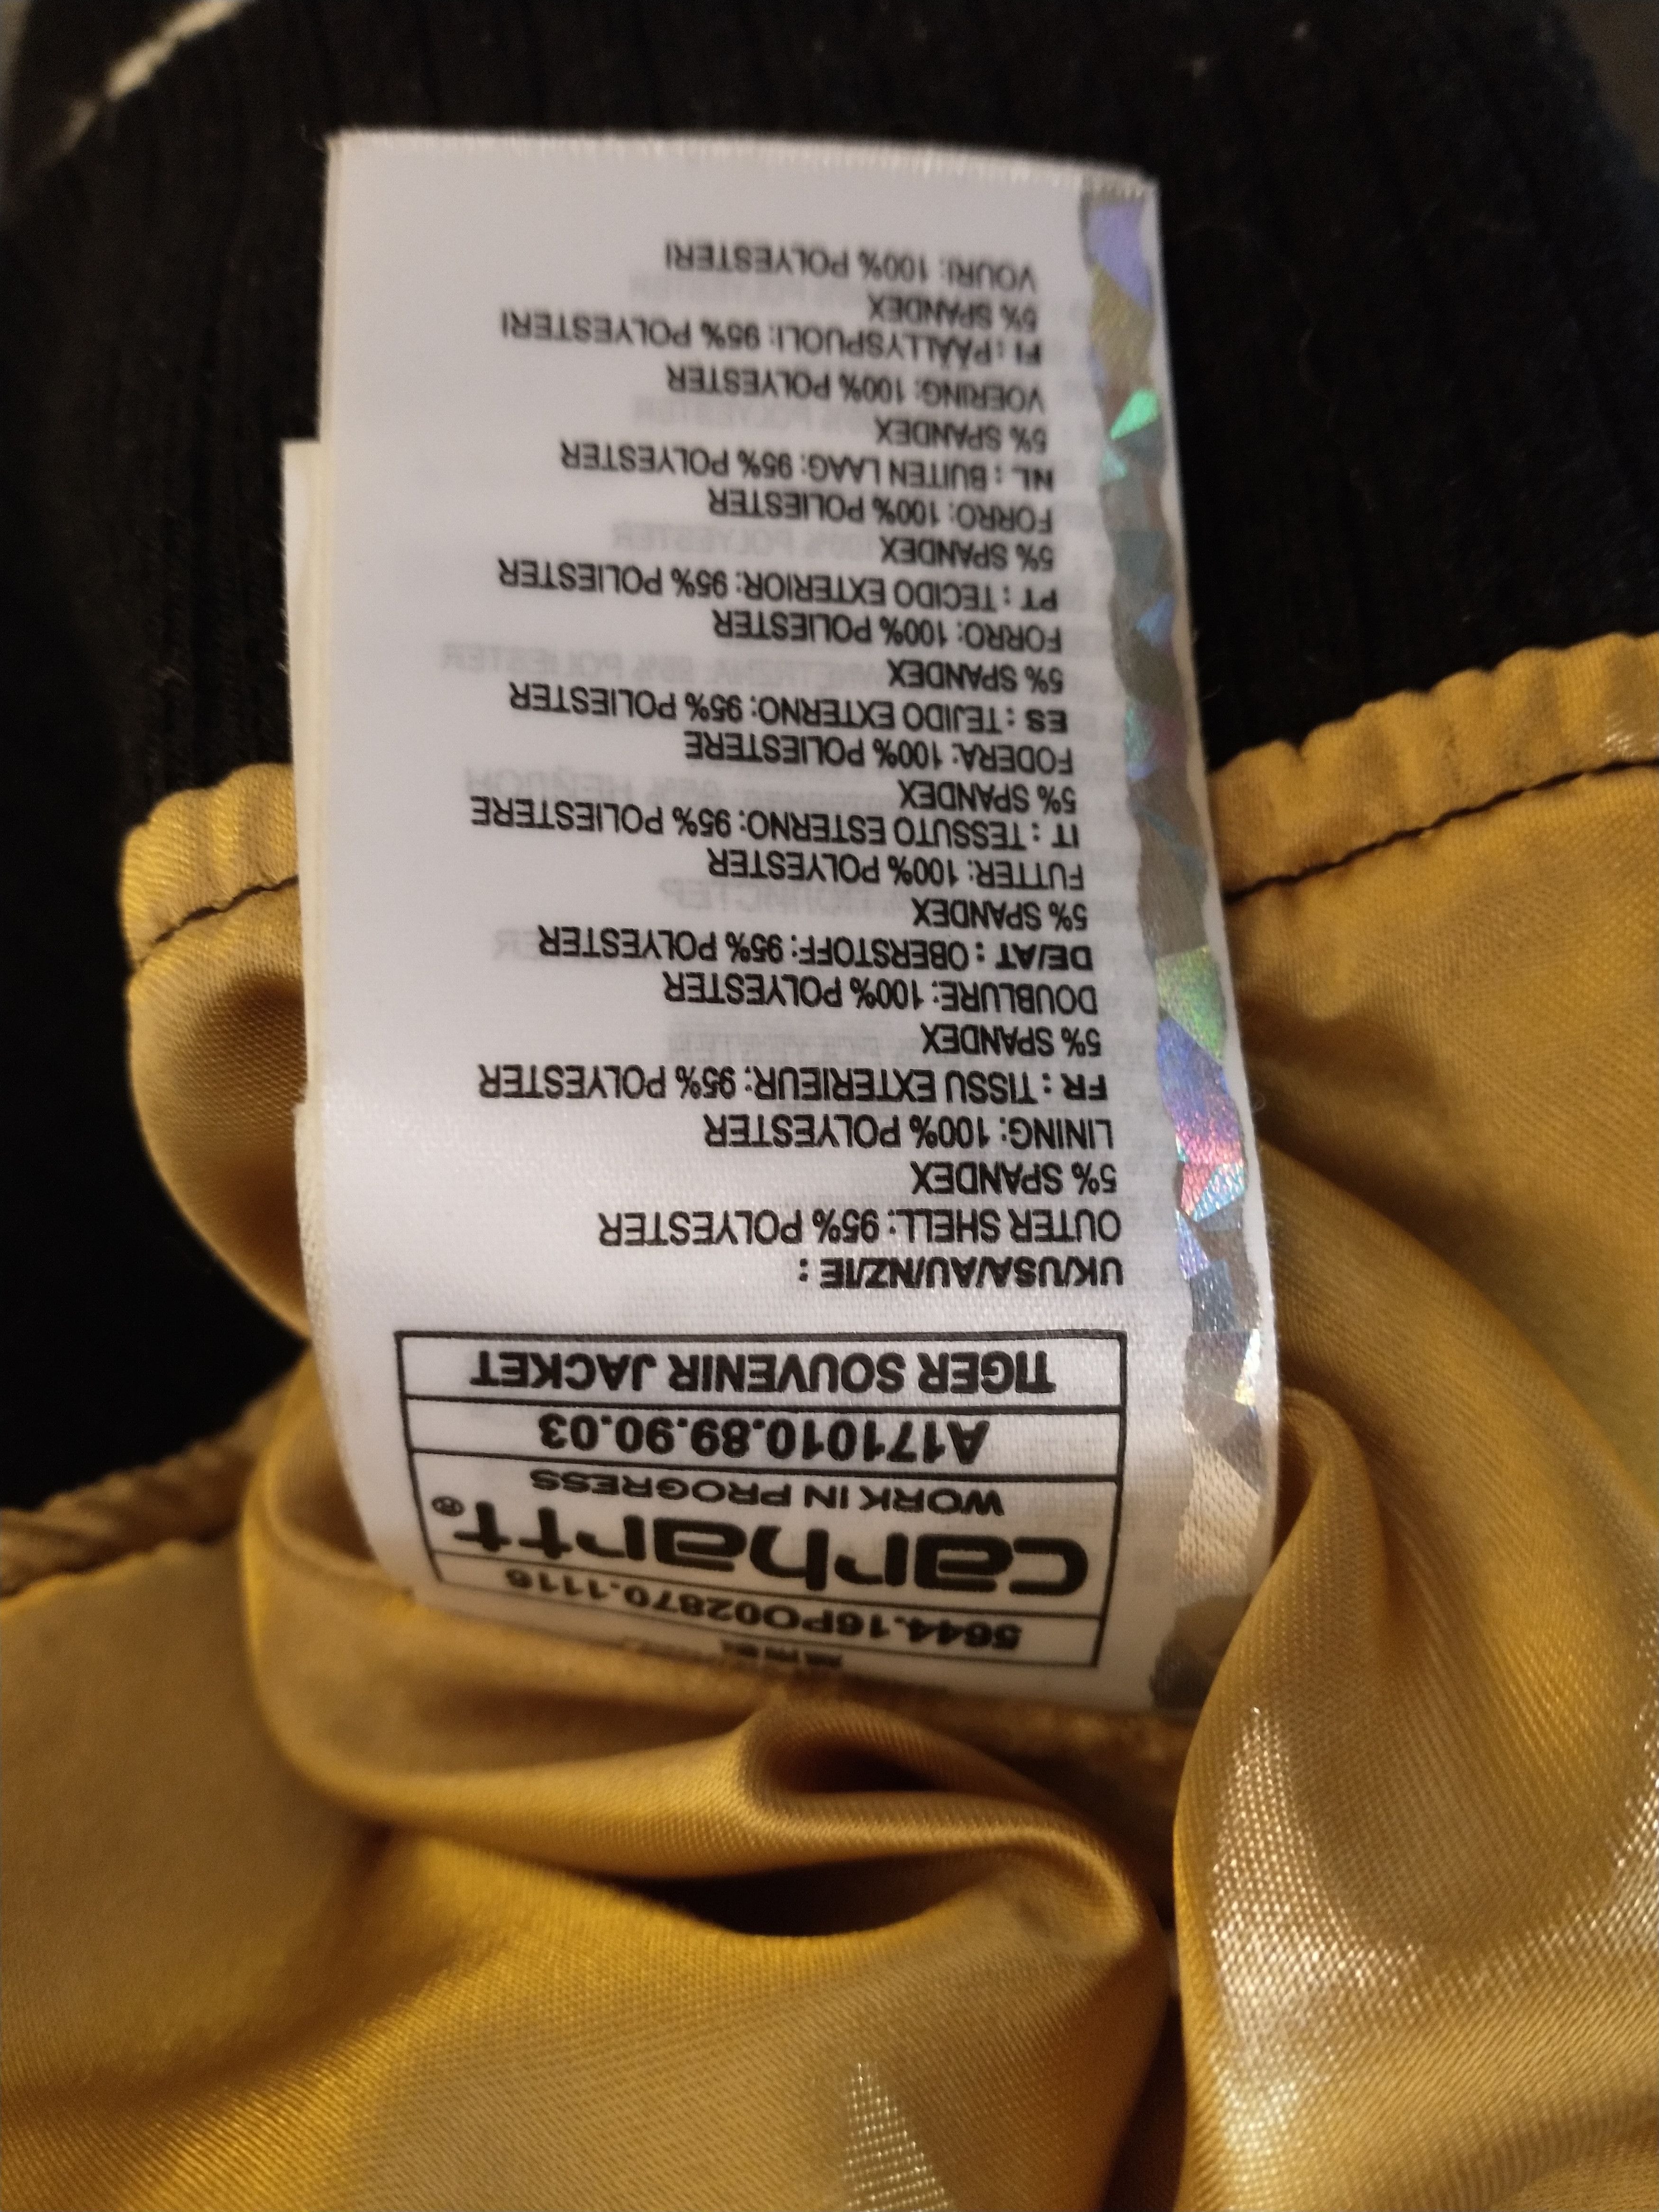 5644.16PO02870.1116
carhartt®
WORK IN PROGRESS
A171010.89.90.03
TIGER SOUVENIR JACKET
UK/USA/AU/NZ/IE :
OUTER SHELL: 95% POLYESTER
5% SPANDEX
LINING: 100% POLYESTER
FR : TISSU EXTERIEUR: 95% POLYESTER
5% SPANDEX
DOUBLURE: 100% POLYESTER
DE/AT : OBERSTOFF: 95% POLYESTER
5% SPANDEX
FUTTER: 100% POLYESTER
IT : TESSUTO ESTERNO: 95% POLIESTERE
5% SPANDEX
FODERA: 100% POLIESTERE
ES : TEJIDO EXTERNO: 95% POLIESTER
5% SPANDEX
FORRO: 100% POLIESTER
PT : TECIDO EXTERIOR: 95% POLIESTER
5% SPANDEX
FORRO: 100% POLIESTER
NL : BUITEN LAAG: 95% POLYESTER
5% SPANDEX
VOERING: 100% POLYESTER
FI : PÄÄLLYSPUOLI: 95% POLYESTERI
5% SPANDEX
VOURI: 100% POLYESTERI